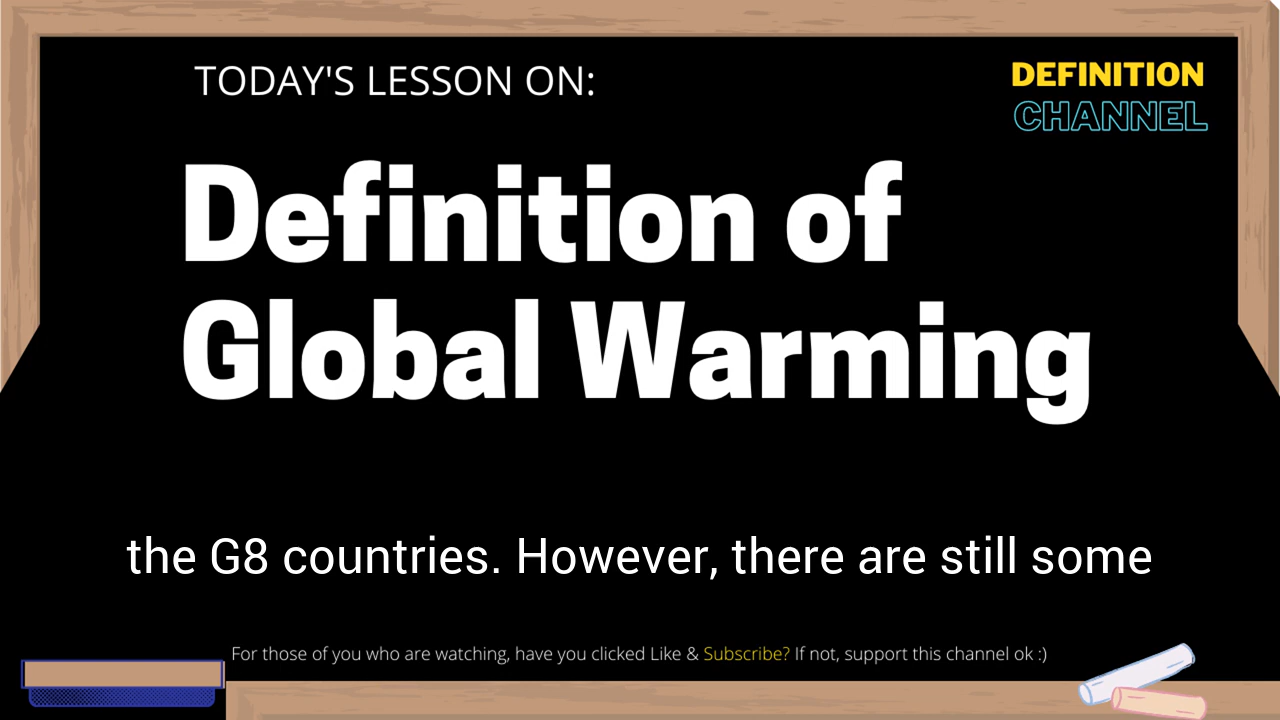 TODAY'S LESSON ON:
DEFINITION
CHANNEL
Definition of
Global Warming
the G8 countries. However, there are still some
For those of you who are watching, have you clicked Like & Subscribe? If not, support this channel ok :)